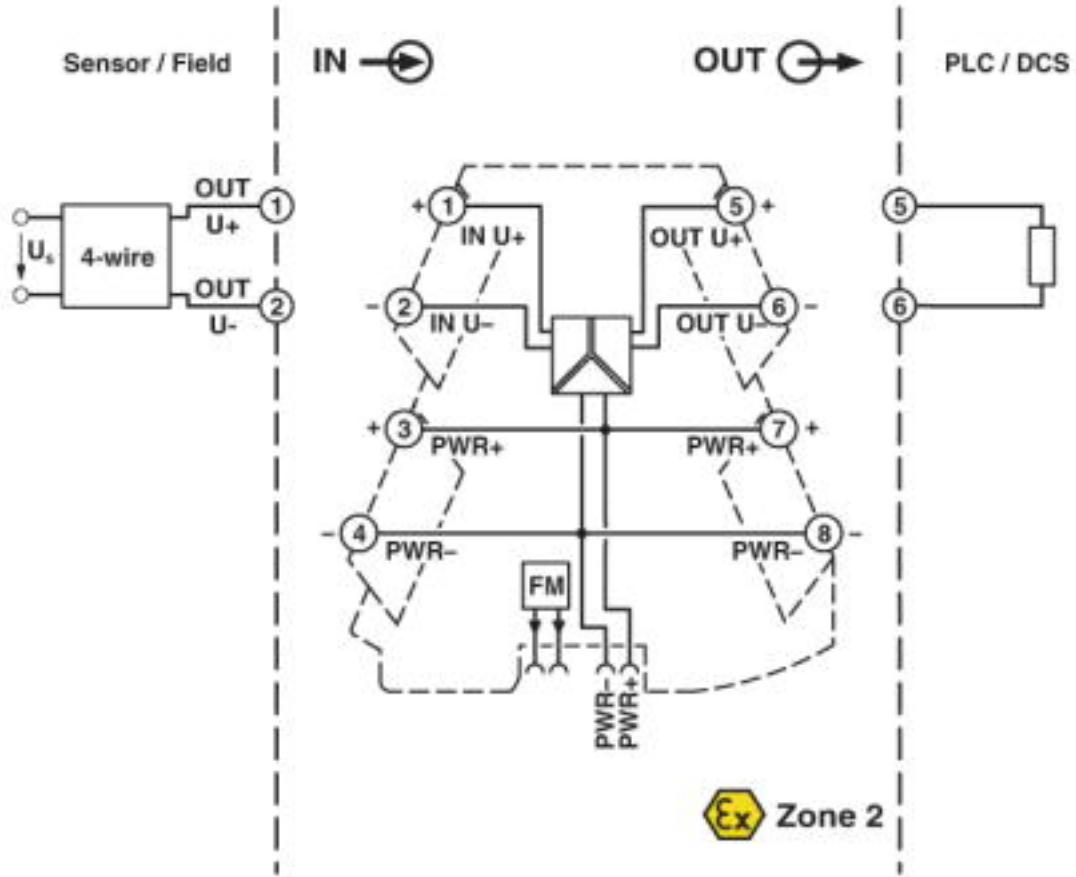 Sensor / Field
IN
OUT
PLC / DCS
OUT
1
U+
Us
4-wire
OUT
2
U-
+ 1
IN U+
5 +
OUT U+
- 2
IN U-
6 -
OUT U-
5
6
+ 3
PWR+
7 +
PWR+
- 4
PWR-
8 -
PWR-
FM
PWR-
PWR+
Ex Zone 2